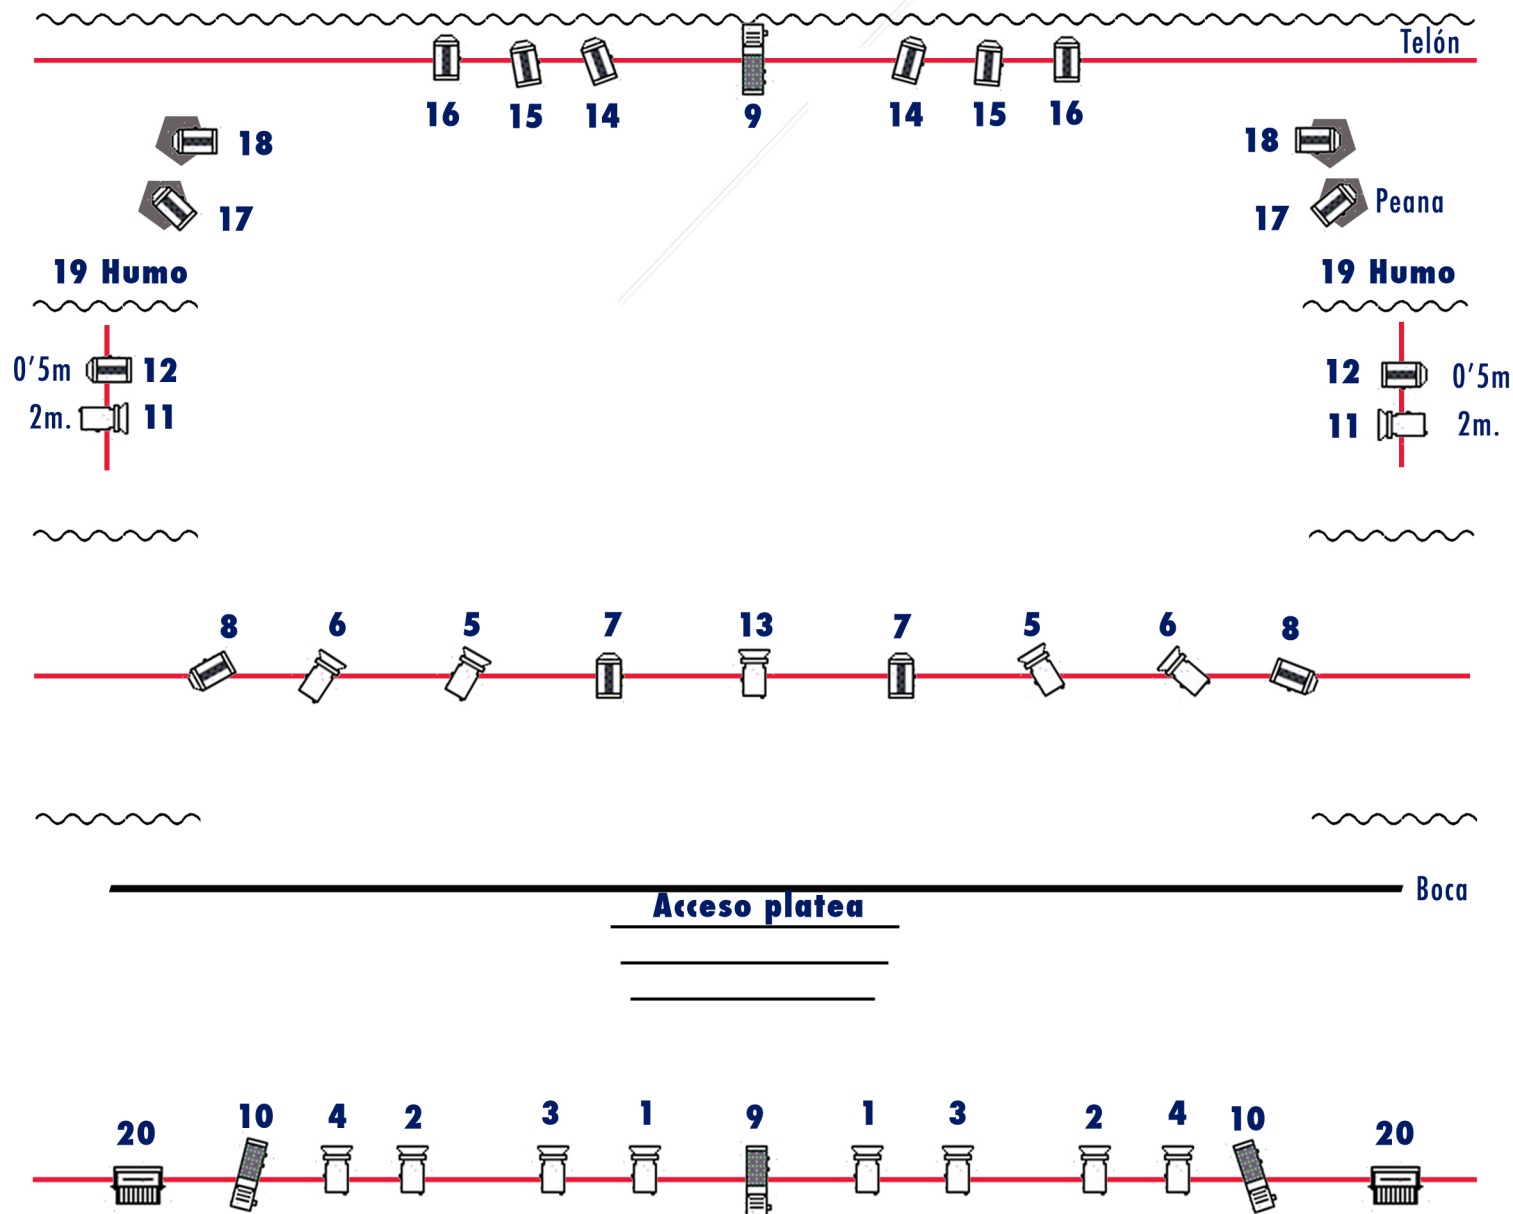 Telón
16 15 14 9 14 15 16
18 18
17 17 Peana
19 Humo 19 Humo
0'5m 12 12 0'5m
2m. 11 11 2m.
8 6 5 7 13 7 5 6 8
Boca
Acceso platea
20 10 4 2 3 1 9 1 3 2 4 10 20